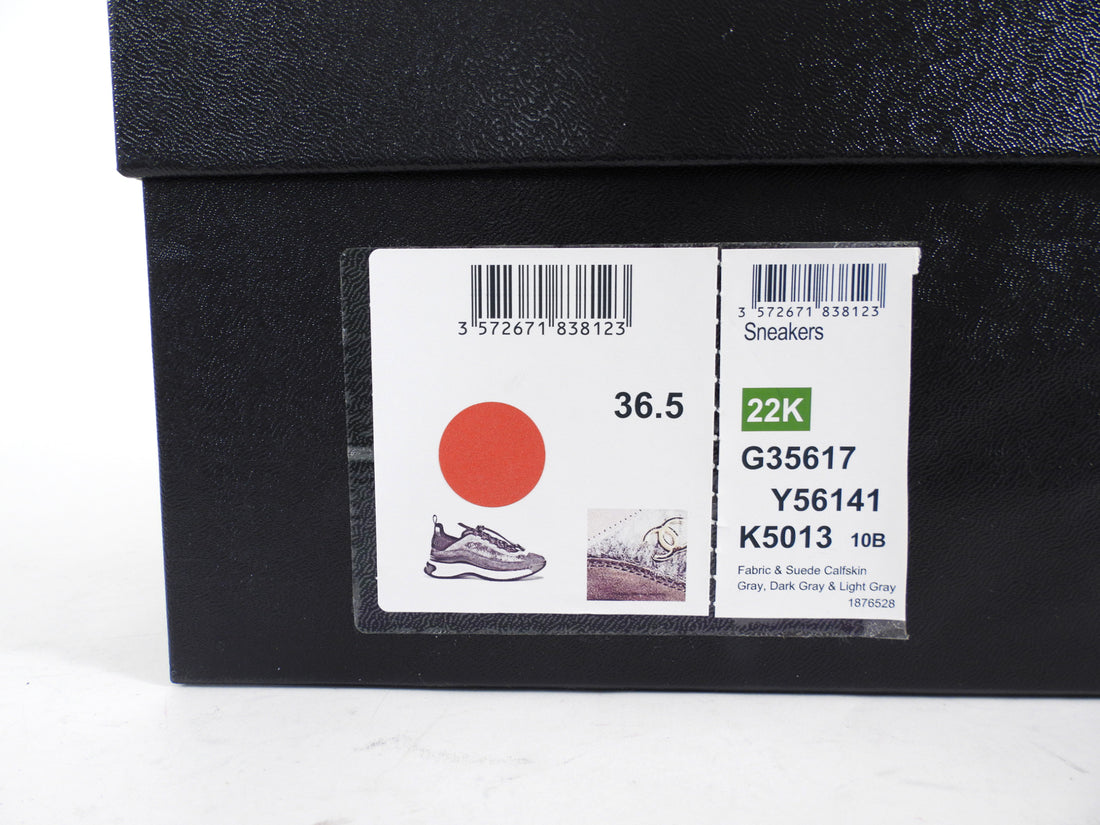 3 572671 838123
36.5
3 572671 838123
Sneakers
22K
G35617
Y56141
K5013 10B
Fabric & Suede Calfskin
Gray, Dark Gray & Light Gray
1876528